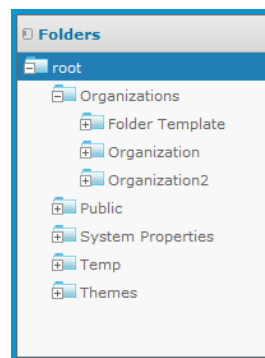 Folders
root
Organizations
Folder Template
Organization
Organization2
Public
System Properties
Temp
Themes